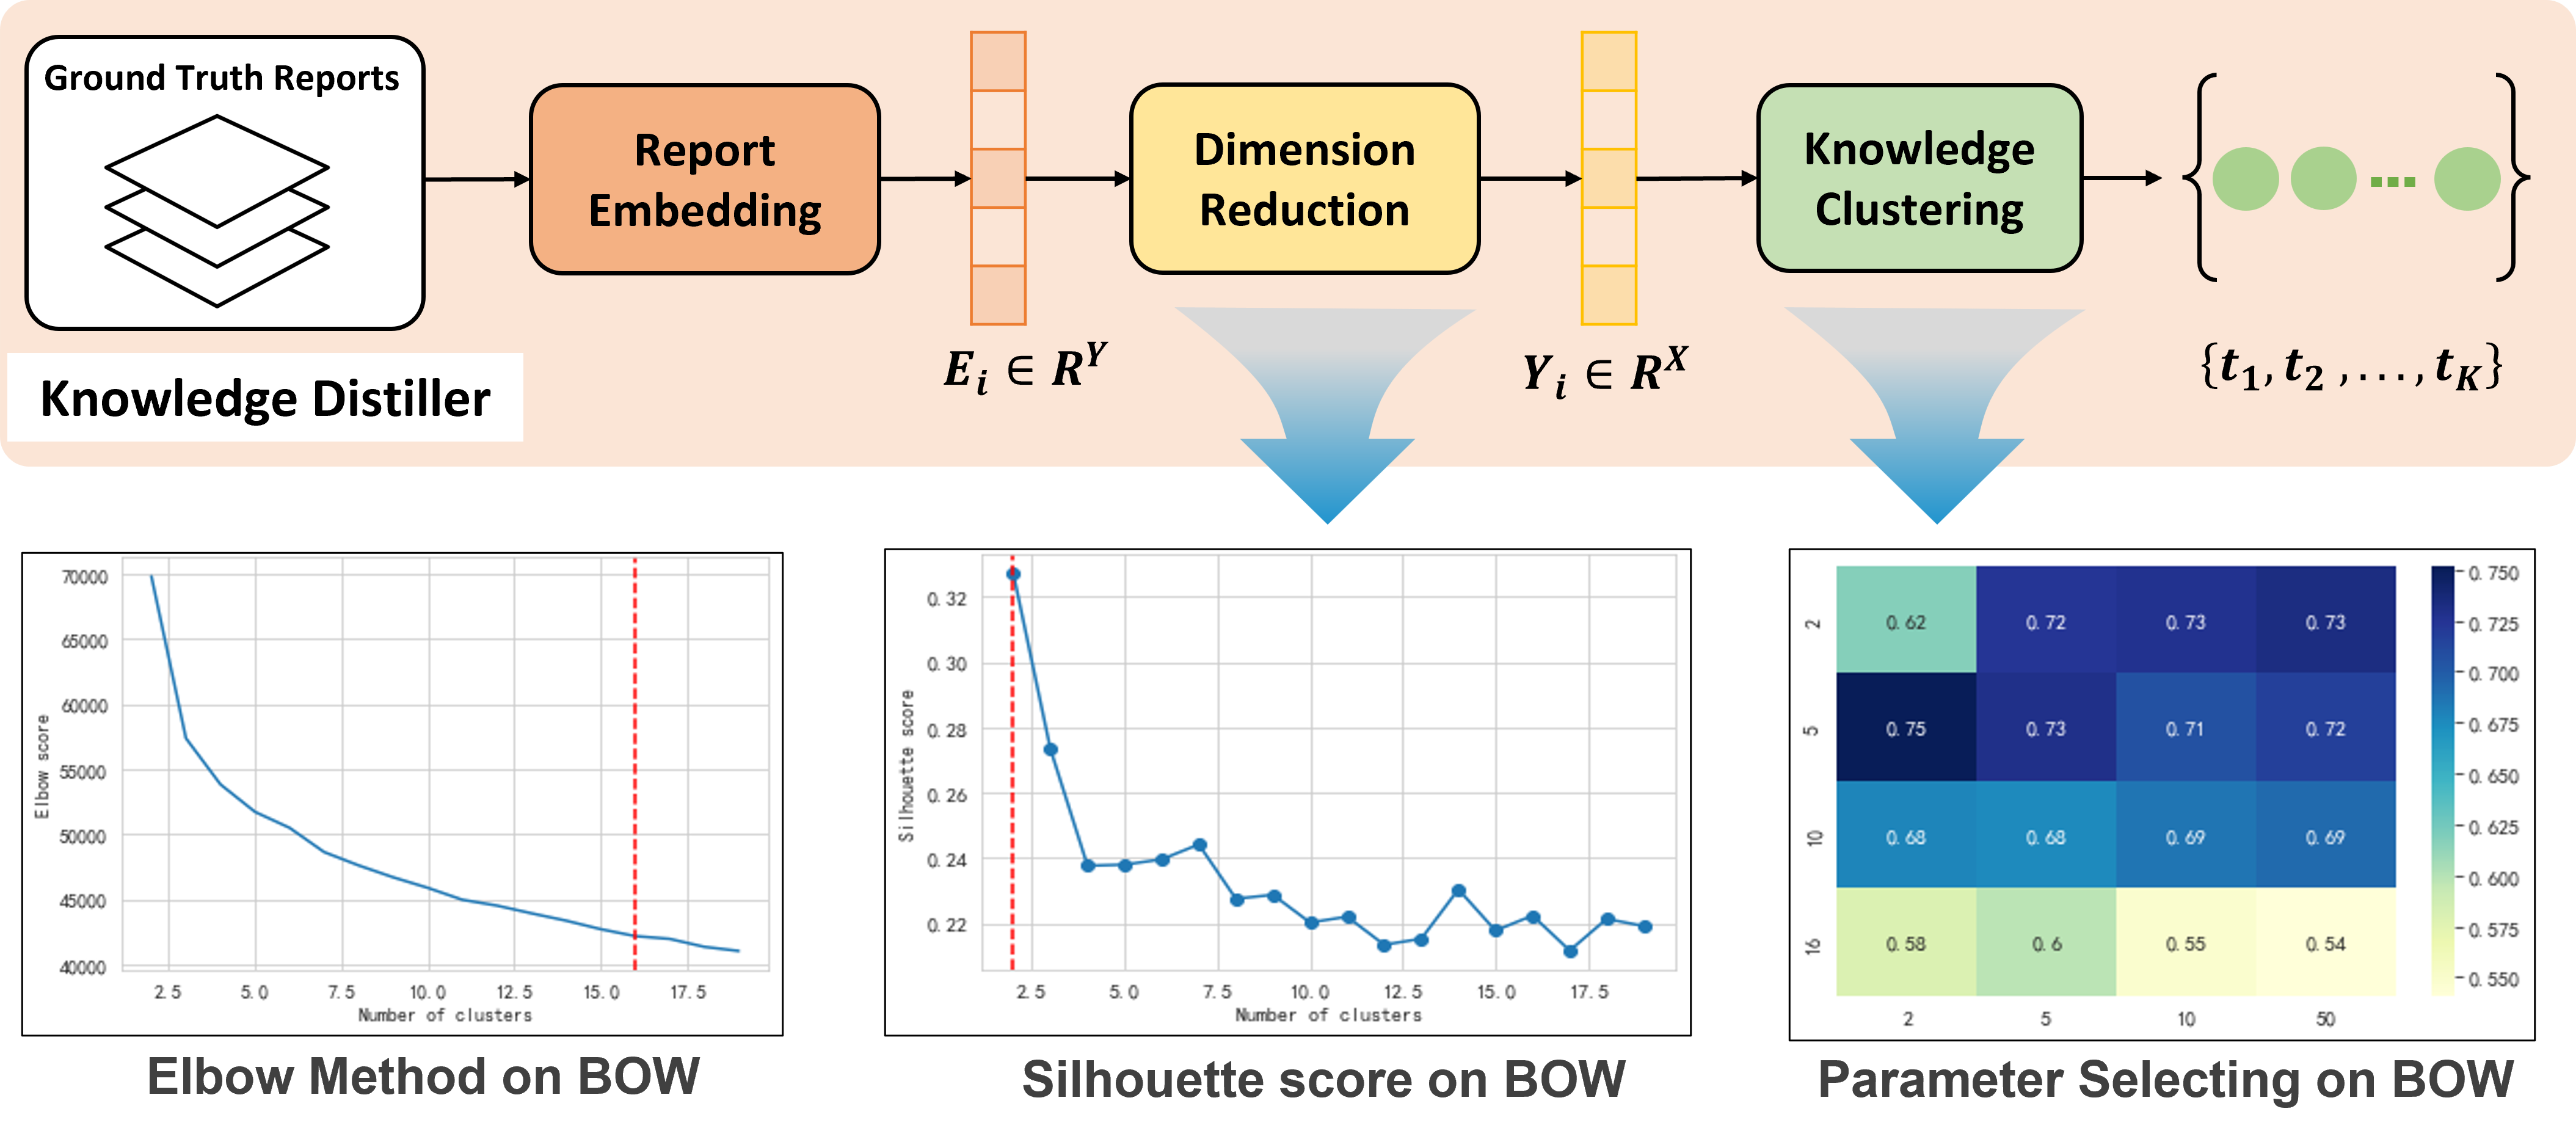 Ground Truth Reports
Report
Embedding
Dimension
Reduction
Knowledge
Clustering
...
Knowledge Distiller
E_i ∈ R^Y
Y_i ∈ R^X
{t_1, t_2 ,..., t_K}
70000
65000
60000
55000
50000
45000
40000
Elbow score
2.5 5.0 7.5 10.0 12.5 15.0 17.5
Number of clusters
Elbow Method on BOW
0.32
0.30
0.28
0.26
0.24
0.22
Silhouette score
2.5 5.0 7.5 10.0 12.5 15.0 17.5
Number of clusters
Silhouette score on BOW
2 0.62 0.72 0.73 0.73
5 0.75 0.73 0.71 0.72
10 0.68 0.68 0.69 0.69
16 0.58 0.6 0.55 0.54
2 5 10 50
0.750
0.725
0.700
0.675
0.650
0.625
0.600
0.575
0.550
Parameter Selecting on BOW